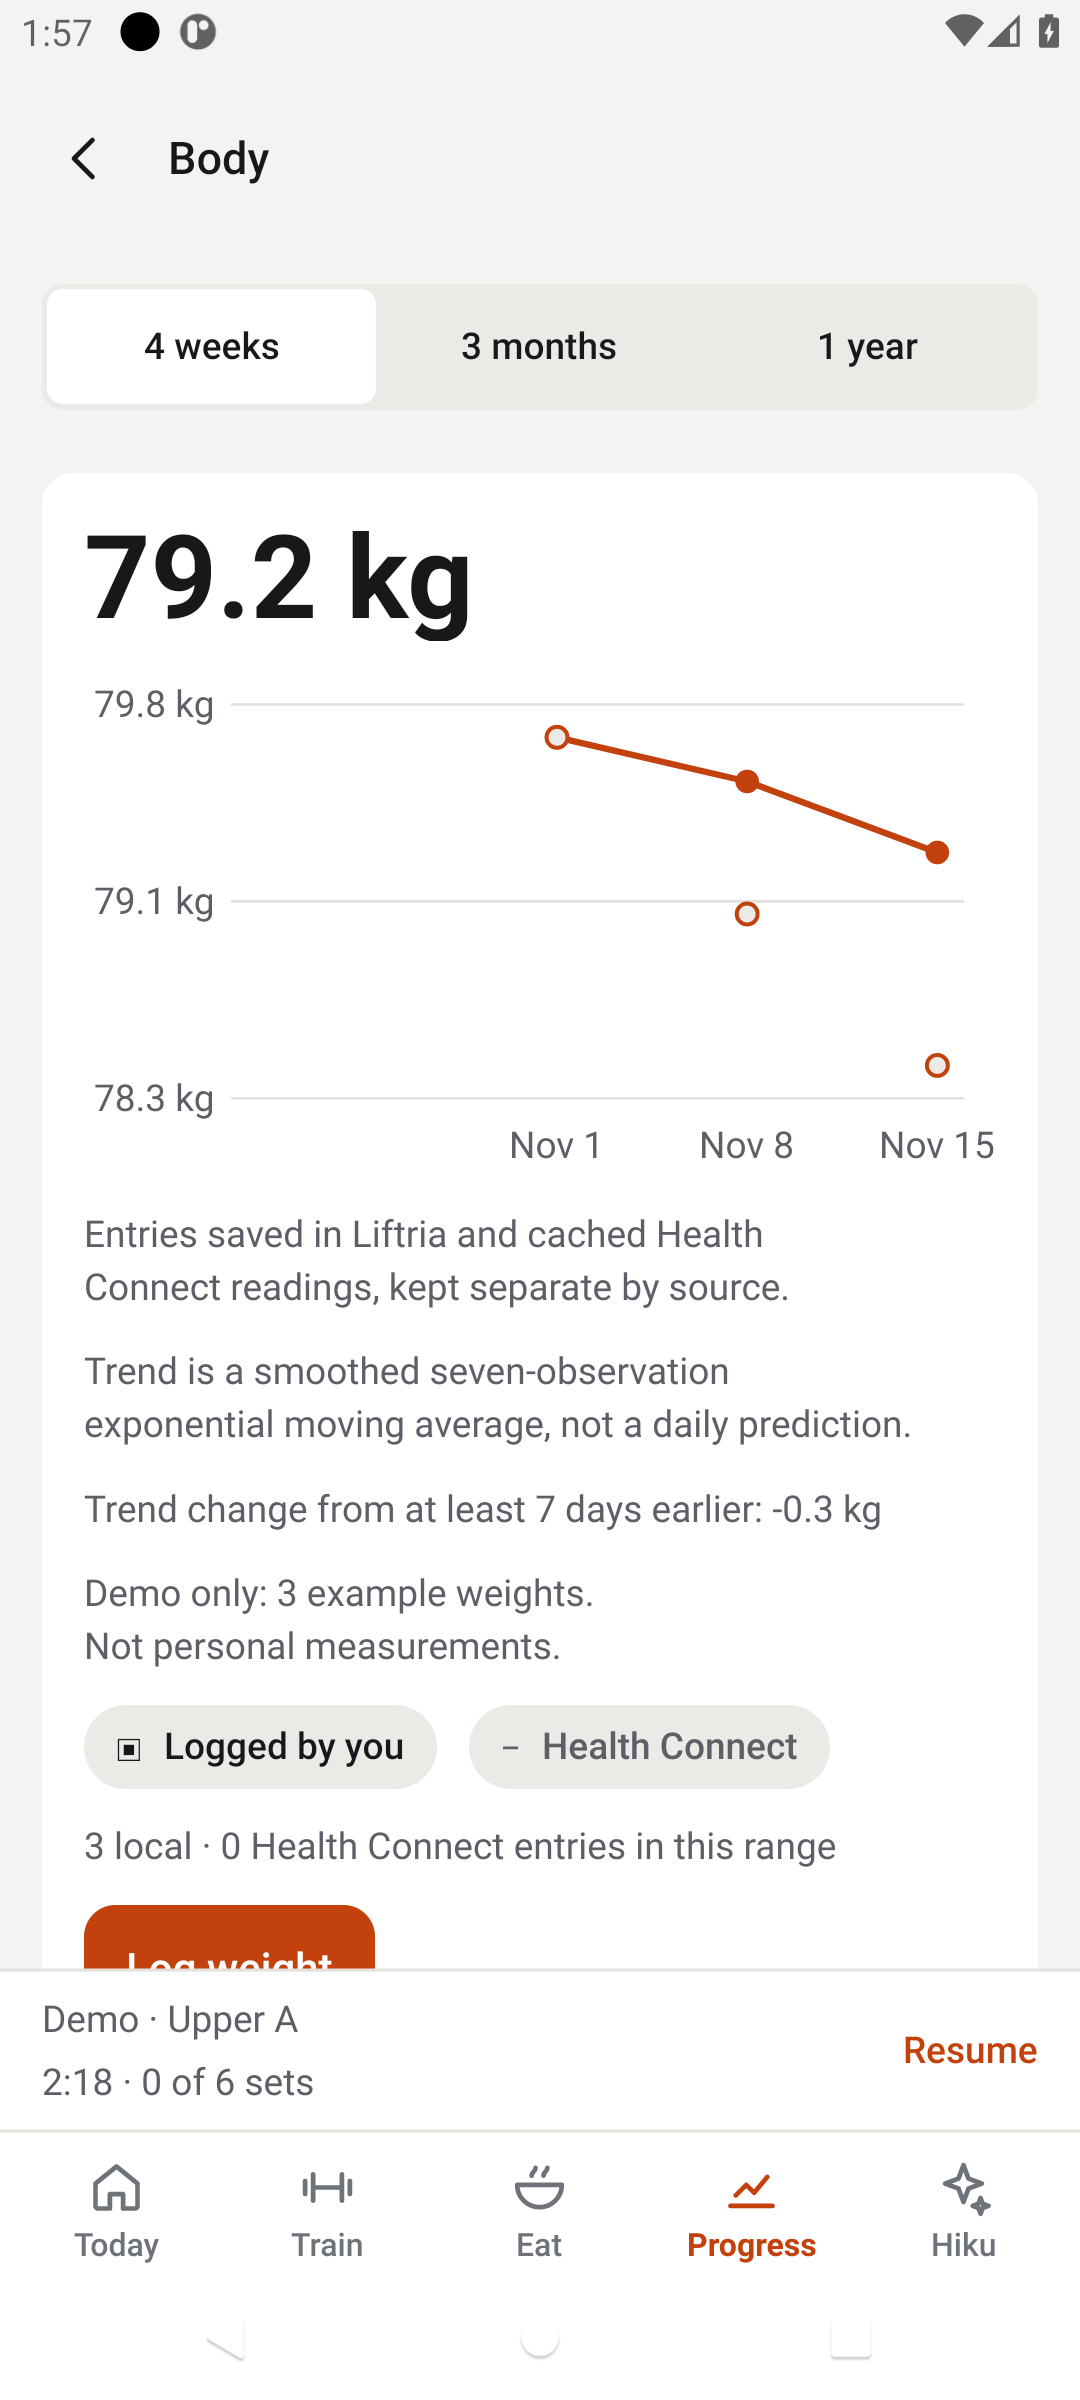 1:57
Body
4 weeks
3 months
1 year
79.2 kg
79.8 kg
79.1 kg
78.3 kg
Nov 1
Nov 8
Nov 15
Entries saved in Liftria and cached Health
Connect readings, kept separate by source.
Trend is a smoothed seven-observation
exponential moving average, not a daily prediction.
Trend change from at least 7 days earlier: -0.3 kg
Demo only: 3 example weights.
Not personal measurements.
Logged by you
– Health Connect
3 local · 0 Health Connect entries in this range
Log weight
Demo · Upper A
2:18 · 0 of 6 sets
Resume
Today
Train
Eat
Progress
Hiku